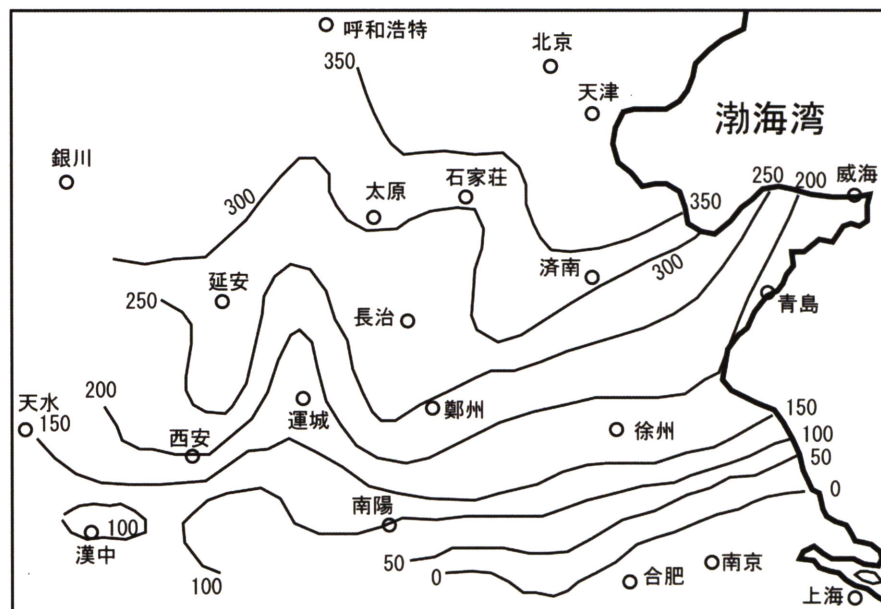 呼和浩特
北京
350
天津
渤海湾
銀川
石家荘
250
200
威海
太原
300
350
延安
済南
300
250
長治
青島
200
天水
150
運城
鄭州
150
西安
徐州
100
50
南陽
0
100
漢中
50
南京
100
0
合肥
上海